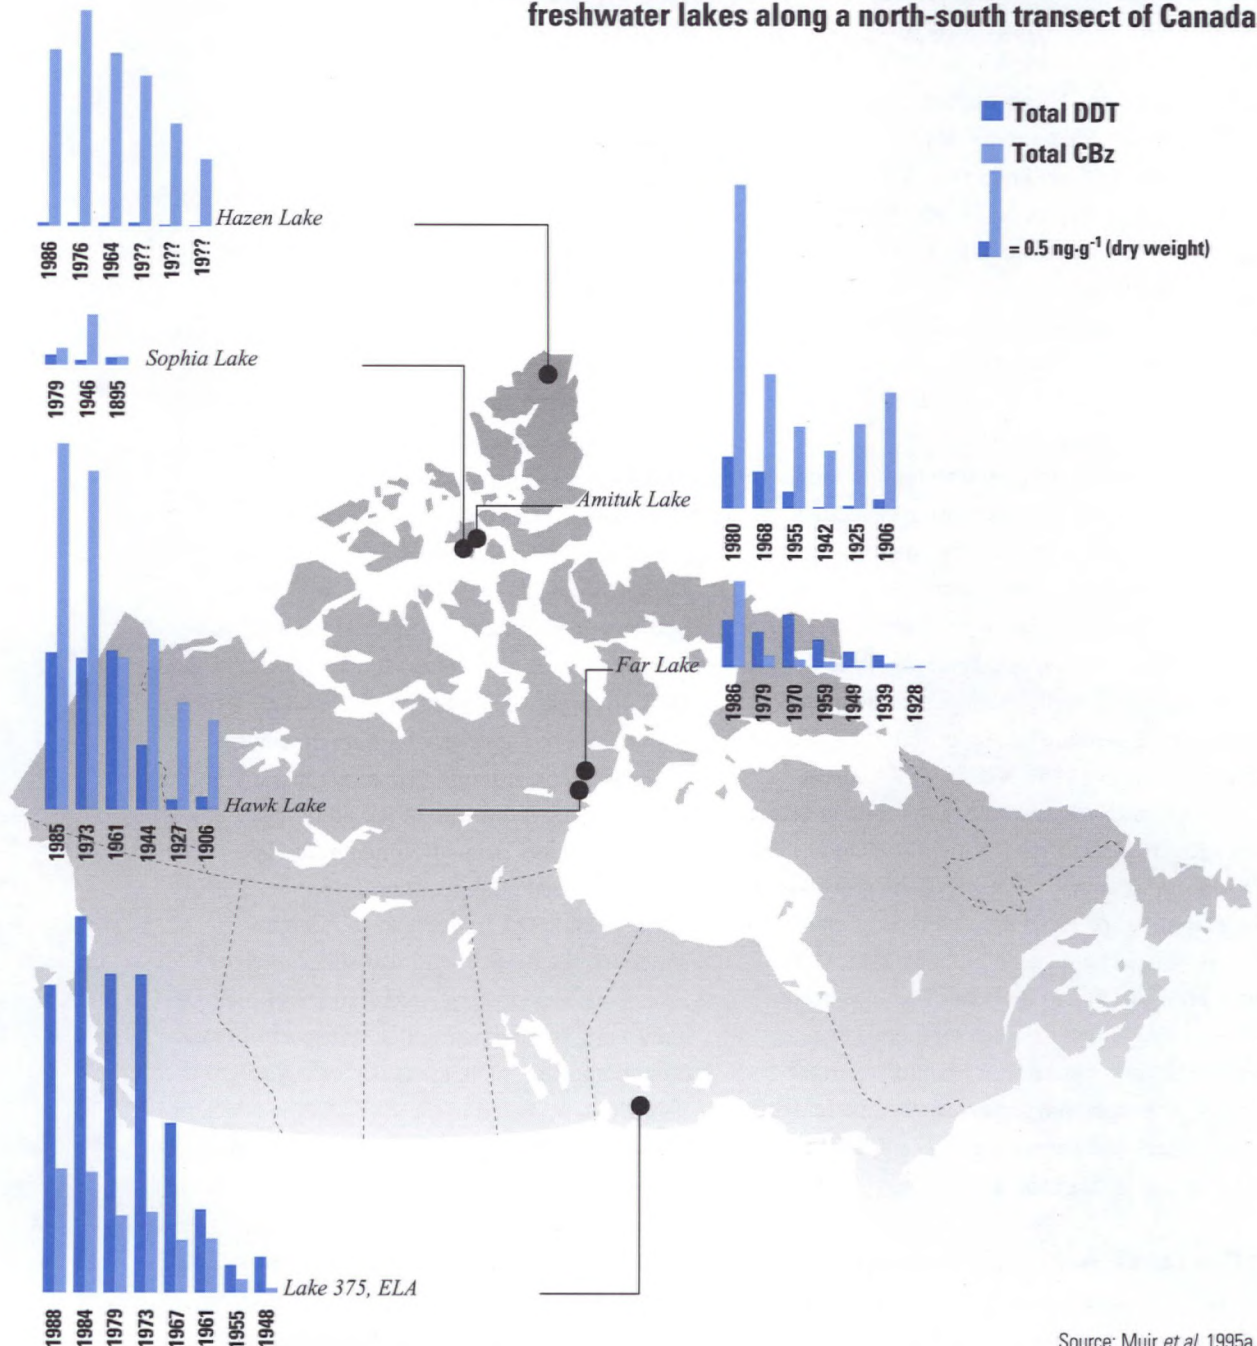 freshwater lakes along a north-south transect of Canada
Total DDT
Total CBz
= 0.5 ng·g⁻¹ (dry weight)
Hazen Lake
1986 1976 1964 19?? 19?? 19??
Sophia Lake
1979 1946 1895
Amituk Lake
1980 1968 1955 1942 1925 1906
Far Lake
1986 1979 1970 1959 1949 1939 1928
Hawk Lake
1985 1973 1961 1944 1927 1906
Lake 375, ELA
1988 1984 1979 1973 1967 1961 1955 1948
Source: Muir et al. 1995a